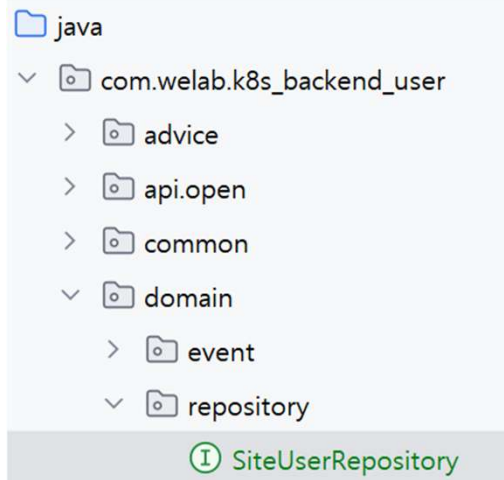 java
com.welab.k8s_backend_user
advice
api.open
common
domain
event
repository
SiteUserRepository